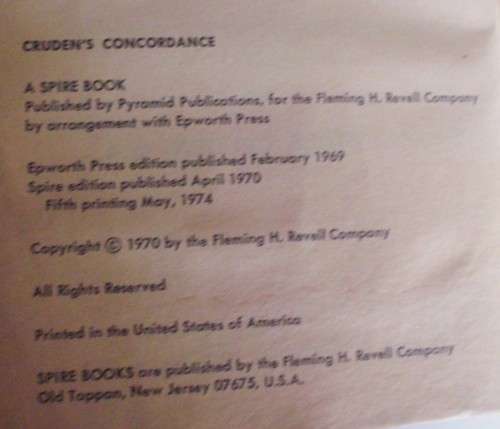 CRUDEN'S CONCORDANCE
A SPIRE BOOK
Published by Pyramid Publications, for the Fleming H. Revell Company
by arrangement with Epworth Press
Epworth Press edition published February 1969
Spire edition published April 1970
Fifth printing May, 1974
Copyright © 1970 by the Fleming H. Revell Company
All Rights Reserved
Printed in the United States of America
SPIRE BOOKS are published by the Fleming H. Revell Company
Old Tappan, New Jersey 07675, U.S.A.